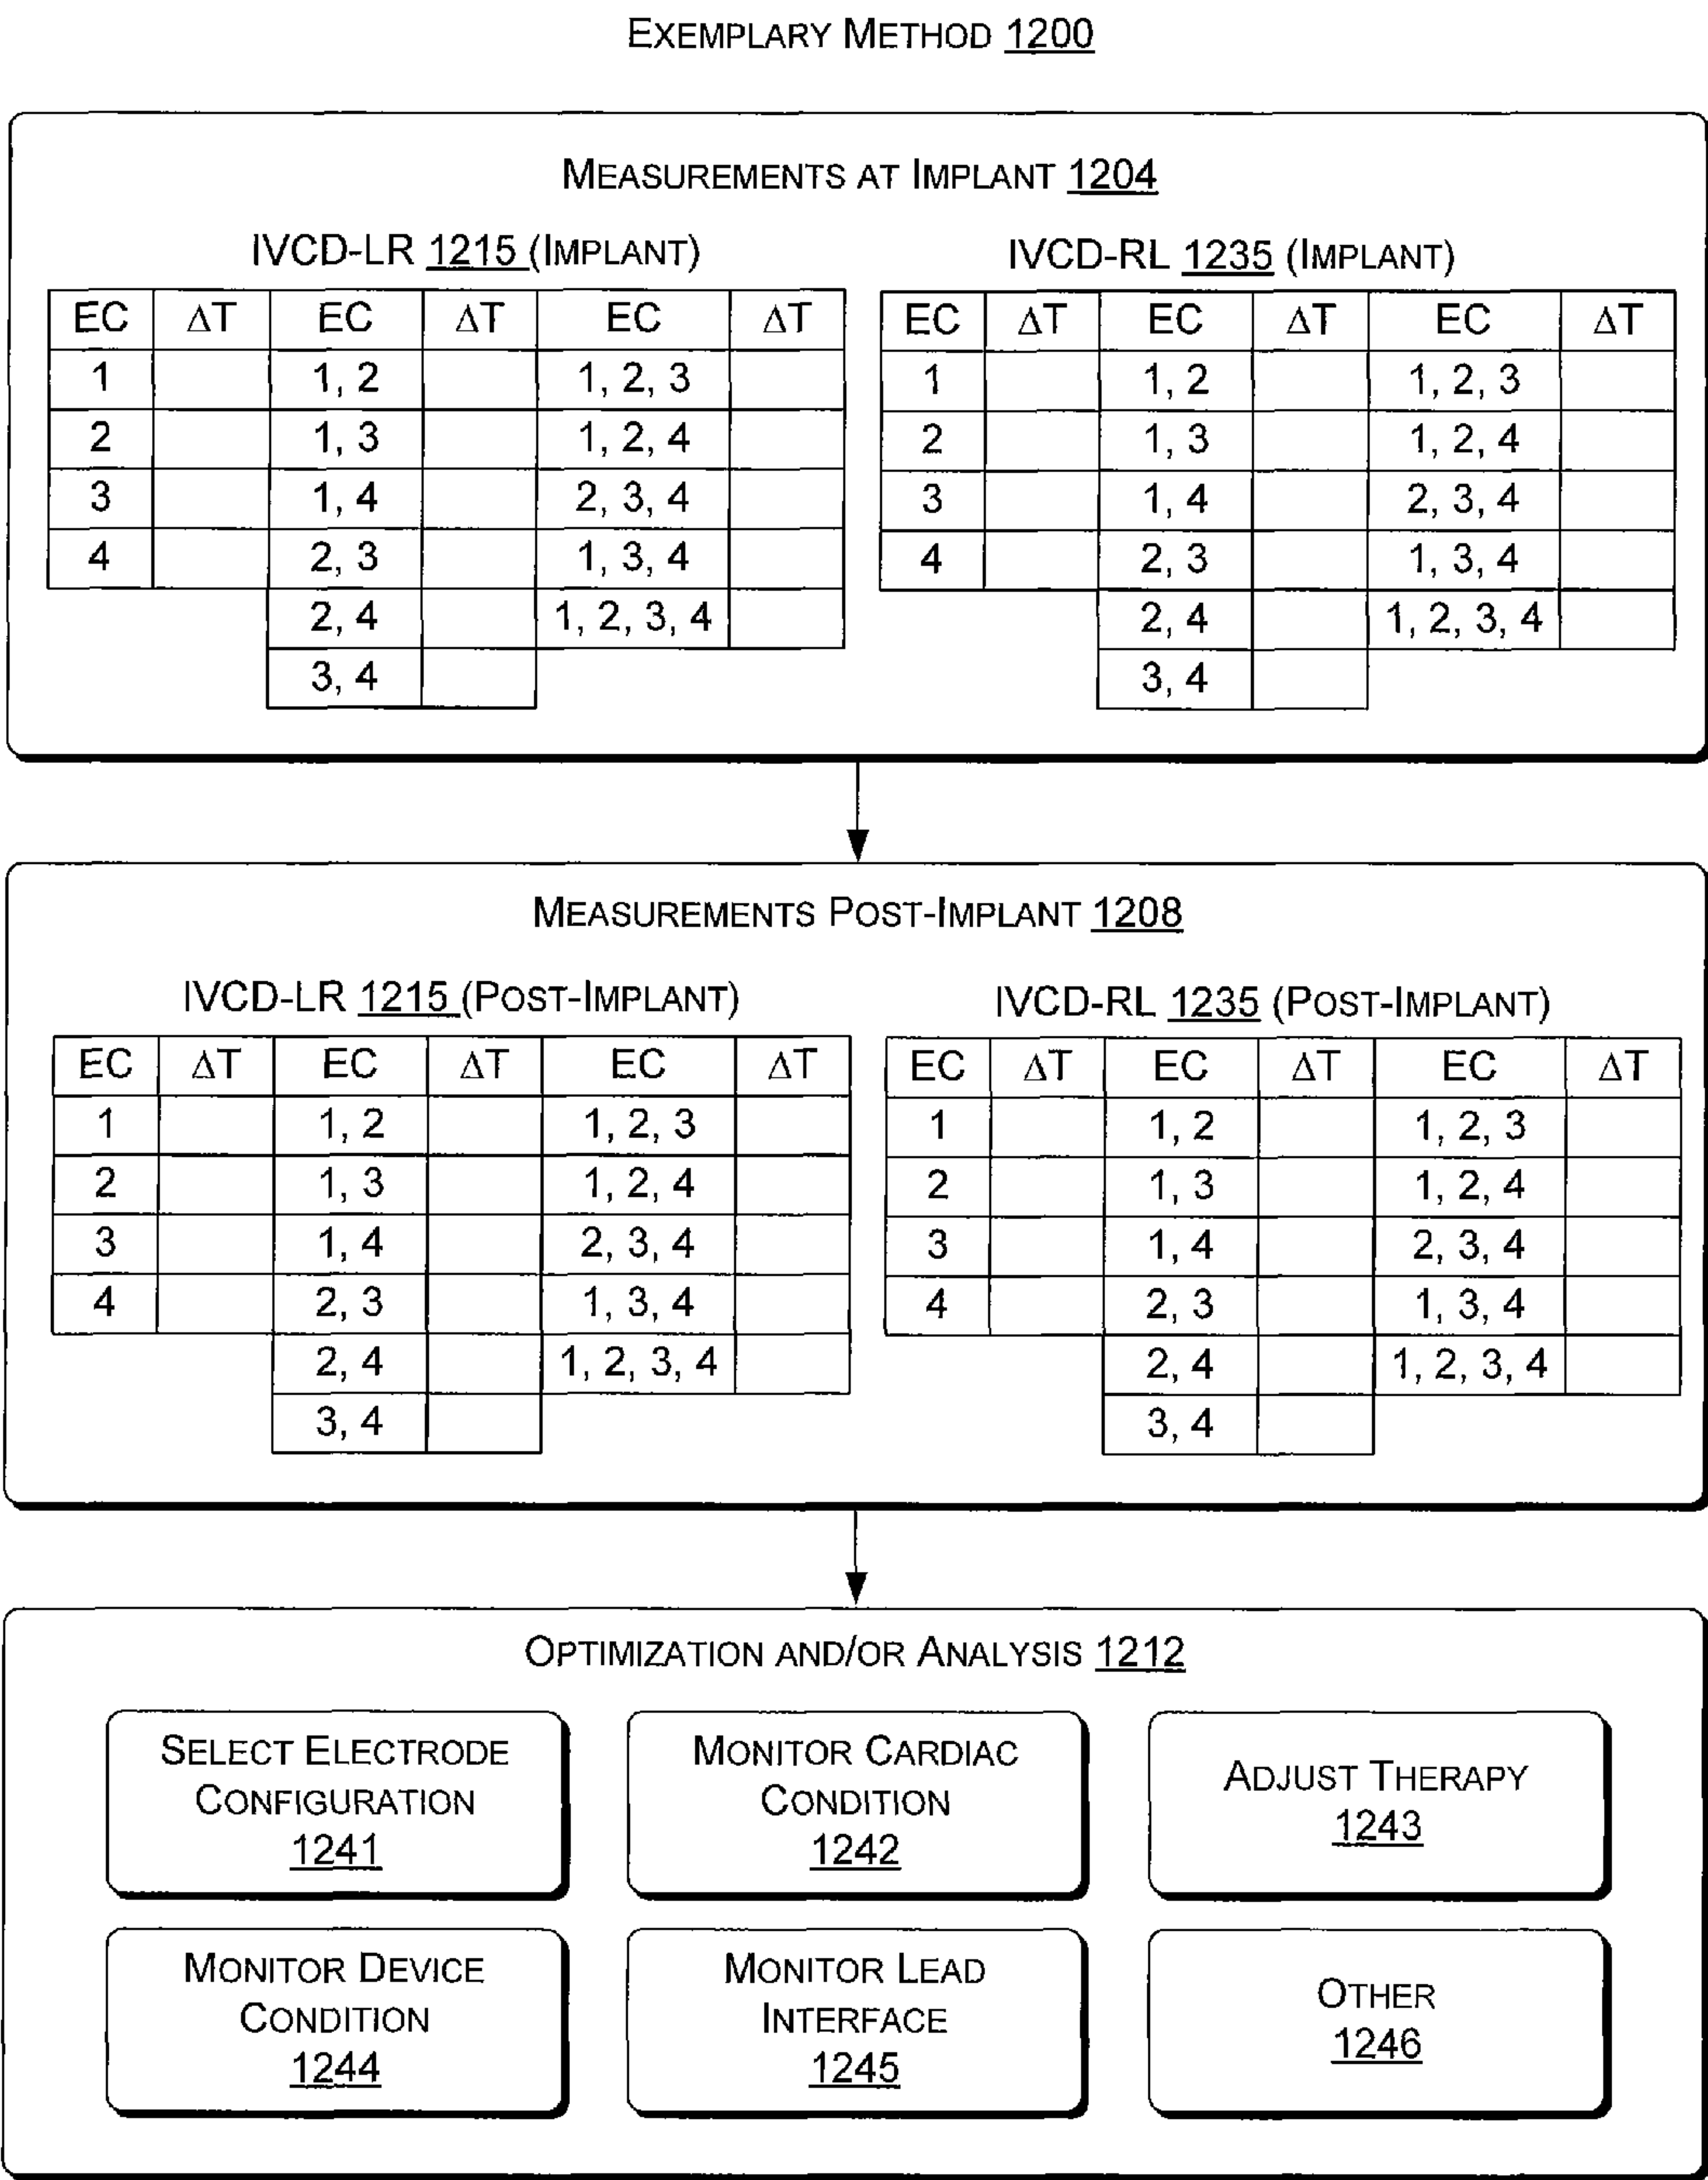 EXEMPLARY METHOD 1200
MEASUREMENTS AT IMPLANT 1204
IVCD-LR 1215 (IMPLANT)
EC ΔT EC ΔT EC ΔT
1 1, 2 1, 2, 3
2 1, 3 1, 2, 4
3 1, 4 2, 3, 4
4 2, 3 1, 3, 4
2, 4 1, 2, 3, 4
3, 4
IVCD-RL 1235 (IMPLANT)
EC ΔT EC ΔT EC ΔT
1 1, 2 1, 2, 3
2 1, 3 1, 2, 4
3 1, 4 2, 3, 4
4 2, 3 1, 3, 4
2, 4 1, 2, 3, 4
3, 4
MEASUREMENTS POST-IMPLANT 1208
IVCD-LR 1215 (POST-IMPLANT)
EC ΔT EC ΔT EC ΔT
1 1, 2 1, 2, 3
2 1, 3 1, 2, 4
3 1, 4 2, 3, 4
4 2, 3 1, 3, 4
2, 4 1, 2, 3, 4
3, 4
IVCD-RL 1235 (POST-IMPLANT)
EC ΔT EC ΔT EC ΔT
1 1, 2 1, 2, 3
2 1, 3 1, 2, 4
3 1, 4 2, 3, 4
4 2, 3 1, 3, 4
2, 4 1, 2, 3, 4
3, 4
OPTIMIZATION AND/OR ANALYSIS 1212
SELECT ELECTRODE
CONFIGURATION
1241
MONITOR CARDIAC
CONDITION
1242
ADJUST THERAPY
1243
MONITOR DEVICE
CONDITION
1244
MONITOR LEAD
INTERFACE
1245
OTHER
1246